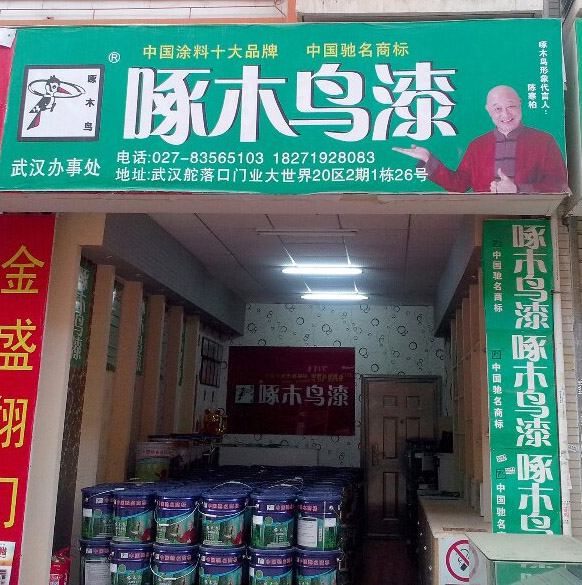 中国涂料十大品牌 中国驰名商标
®
啄木鸟
啄木鸟漆
武汉办事处
电话:027-83565103 18271928083
地址:武汉舵落口门业大世界20区2期1栋26号
啄木鸟形象代言人:
陈寒柏
金盛翔门
啄木鸟漆
中国驰名商标
啄木鸟漆
中国驰名商标
啄木鸟漆
中国驰名商标
啄木鸟漆